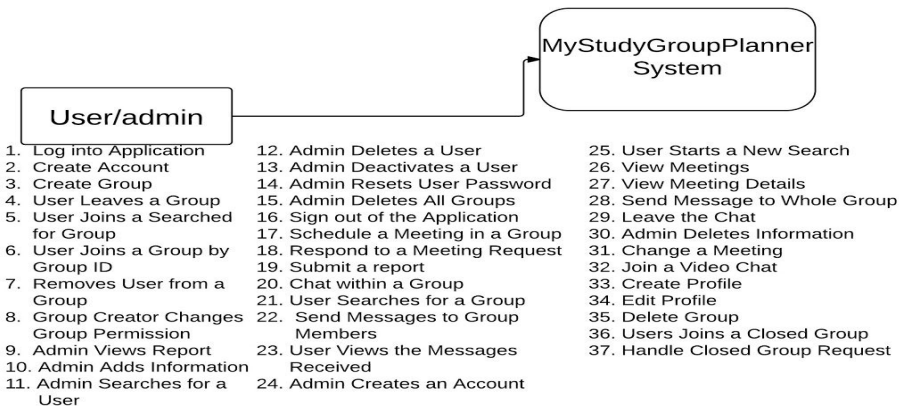 MyStudyGroupPlanner
System
User/admin
1. Log into Application
2. Create Account
3. Create Group
4. User Leaves a Group
5. User Joins a Searched
for Group
6. User Joins a Group by
Group ID
7. Removes User from a
Group
8. Group Creator Changes
Group Permission
9. Admin Views Report
10. Admin Adds Information
11. Admin Searches for a
User
12. Admin Deletes a User
13. Admin Deactivates a User
14. Admin Resets User Password
15. Admin Deletes All Groups
16. Sign out of the Application
17. Schedule a Meeting in a Group
18. Respond to a Meeting Request
19. Submit a report
20. Chat within a Group
21. User Searches for a Group
22. Send Messages to Group
Members
23. User Views the Messages
Received
24. Admin Creates an Account
25. User Starts a New Search
26. View Meetings
27. View Meeting Details
28. Send Message to Whole Group
29. Leave the Chat
30. Admin Deletes Information
31. Change a Meeting
32. Join a Video Chat
33. Create Profile
34. Edit Profile
35. Delete Group
36. Users Joins a Closed Group
37. Handle Closed Group Request